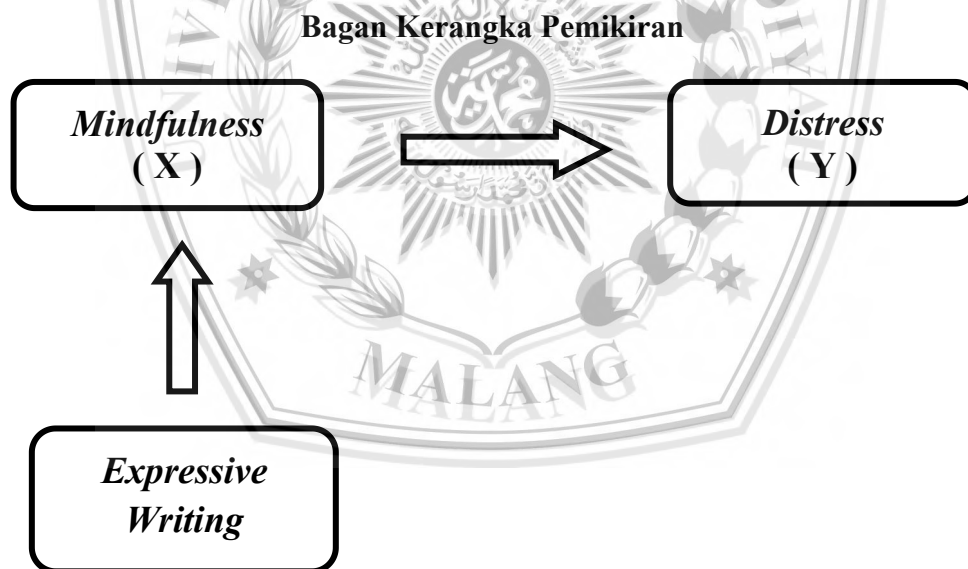 Bagan Kerangka Pemikiran
Mindfulness
( X )
Distress
( Y )
Expressive
Writing
MALANG